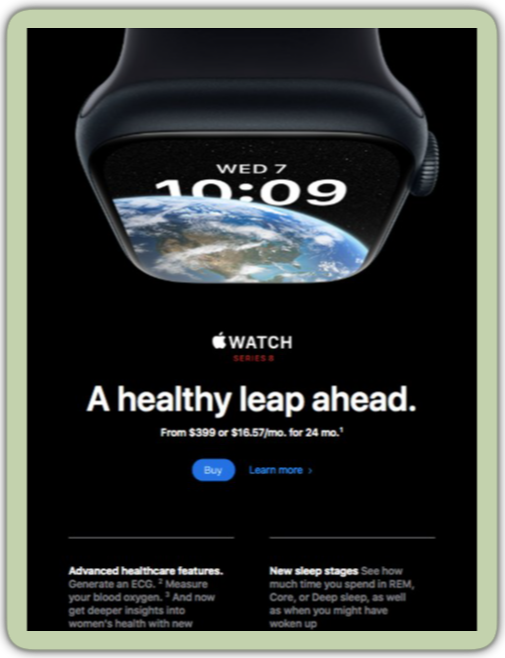 WED 7
10:09
WATCH
SERIES 8
A healthy leap ahead.
From $399 or $16.57/mo. for 24 mo.¹
Buy
Learn more >
Advanced healthcare features.
Generate an ECG. ² Measure
your blood oxygen. ³ And now
get deeper insights into
women's health with new
New sleep stages See how
much time you spend in REM,
Core, or Deep sleep, as well
as when you might have
woken up